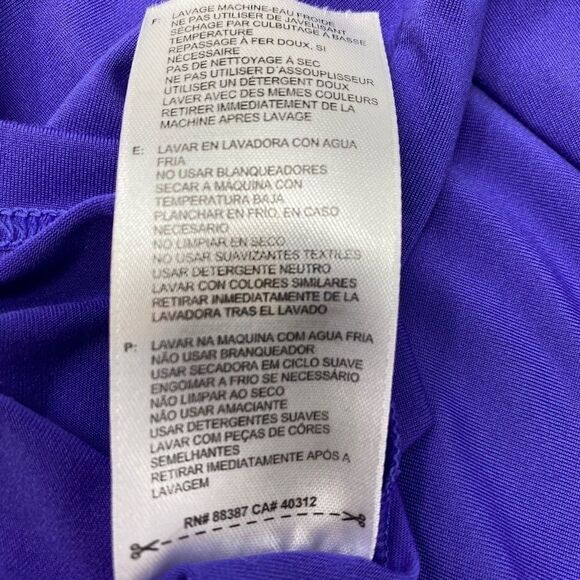 F: LAVAGE MACHINE-EAU FROIDE
NE PAS UTILISER DE JAVELISANT
SECHAGE PAR CULBUTAGE A BASSE
TEMPERATURE
REPASSAGE À FER DOUX, SI
NÉCESSAIRE
PAS DE NETTOYAGE À SEC
NE PAS UTILISER D'ASSOUPLISSEUR
UTILISER UN DÉTERGENT DOUX
LAVER AVEC DES MEMES COULEURS
RETIRER IMMEDIATEMENT DE LA
MACHINE APRES LAVAGE
E: LAVAR EN LAVADORA CON AGUA
FRIA
NO USAR BLANQUEADORES
SECAR A MAQUINA CON
TEMPERATURA BAJA
PLANCHAR EN FRIO, EN CASO
NECESARIO
NO LIMPIAR EN SECO
NO USAR SUAVIZANTES TEXTILES
USAR DETERGENTE NEUTRO
LAVAR CON COLORES SIMILARES
RETIRAR INMEDIATAMENTE DE LA
LAVADORA TRAS EL LAVADO
P: LAVAR NA MAQUINA COM AGUA FRIA
NÃO USAR BRANQUEADOR
USAR SECADORA EM CICLO SUAVE
ENGOMAR A FRIO SE NECESSÁRIO
NÃO LIMPAR AO SECO
NÃO USAR AMACIANTE
USAR DETERGENTES SUAVES
LAVAR COM PEÇAS DE CÔRES
SEMELHANTES
RETIRAR IMEDIATAMENTE APÓS A
LAVAGEM
RN# 88387 CA# 40312